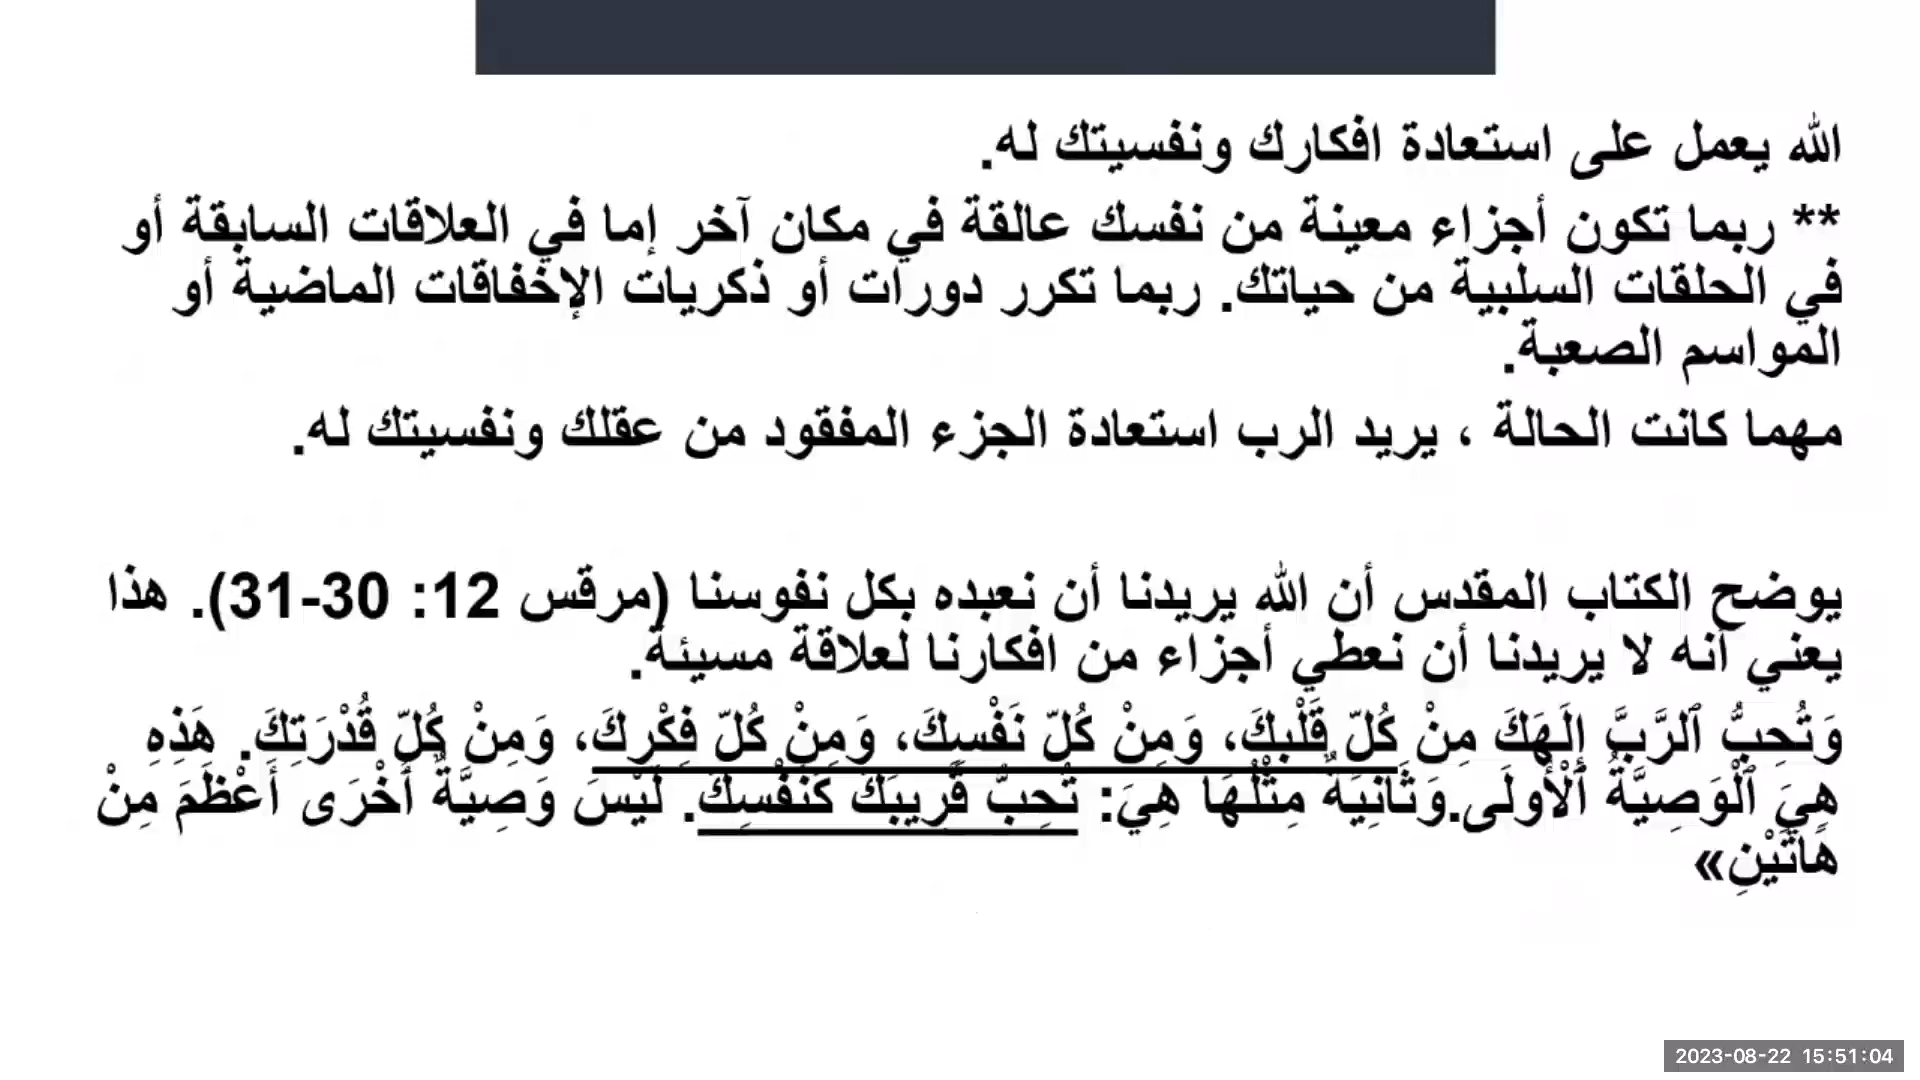 الله يعمل على استعادة افكارك ونفسيتك له.
** ربما تكون أجزاء معينة من نفسك عالقة في مكان آخر إما في العلاقات السابقة أو
في الحلقات السلبية من حياتك. ربما تكرر دورات أو ذكريات الإخفاقات الماضية أو
المواسم الصعبة.
مهما كانت الحالة ، يريد الرب استعادة الجزء المفقود من عقلك ونفسيتك له.
يوضح الكتاب المقدس أن الله يريدنا أن نعبده بكل نفوسنا (مرقس 12: 30-31). هذا
يعني أنه لا يريدنا أن نعطي أجزاء من افكارنا لعلاقة مسيئة.
وَتُحِبُّ ٱلرَّبَّ إِلَهَكَ مِنْ كُلِّ قَلْبِكَ، وَمِنْ كُلِّ نَفْسِكَ، وَمِنْ كُلِّ فِكْرِكَ، وَمِنْ كُلِّ قُدْرَتِكَ. هَذِهِ
هِيَ ٱلْوَصِيَّةُ ٱلْأُولَى.وَثَانِيَةٌ مِثْلُهَا هِيَ: تُحِبُّ قَرِيبَكَ كَنَفْسِكَ. لَيْسَ وَصِيَّةٌ أُخْرَى أَعْظَمَ مِنْ
هَاتَيْنِ»
2023-08-22 15:51:04